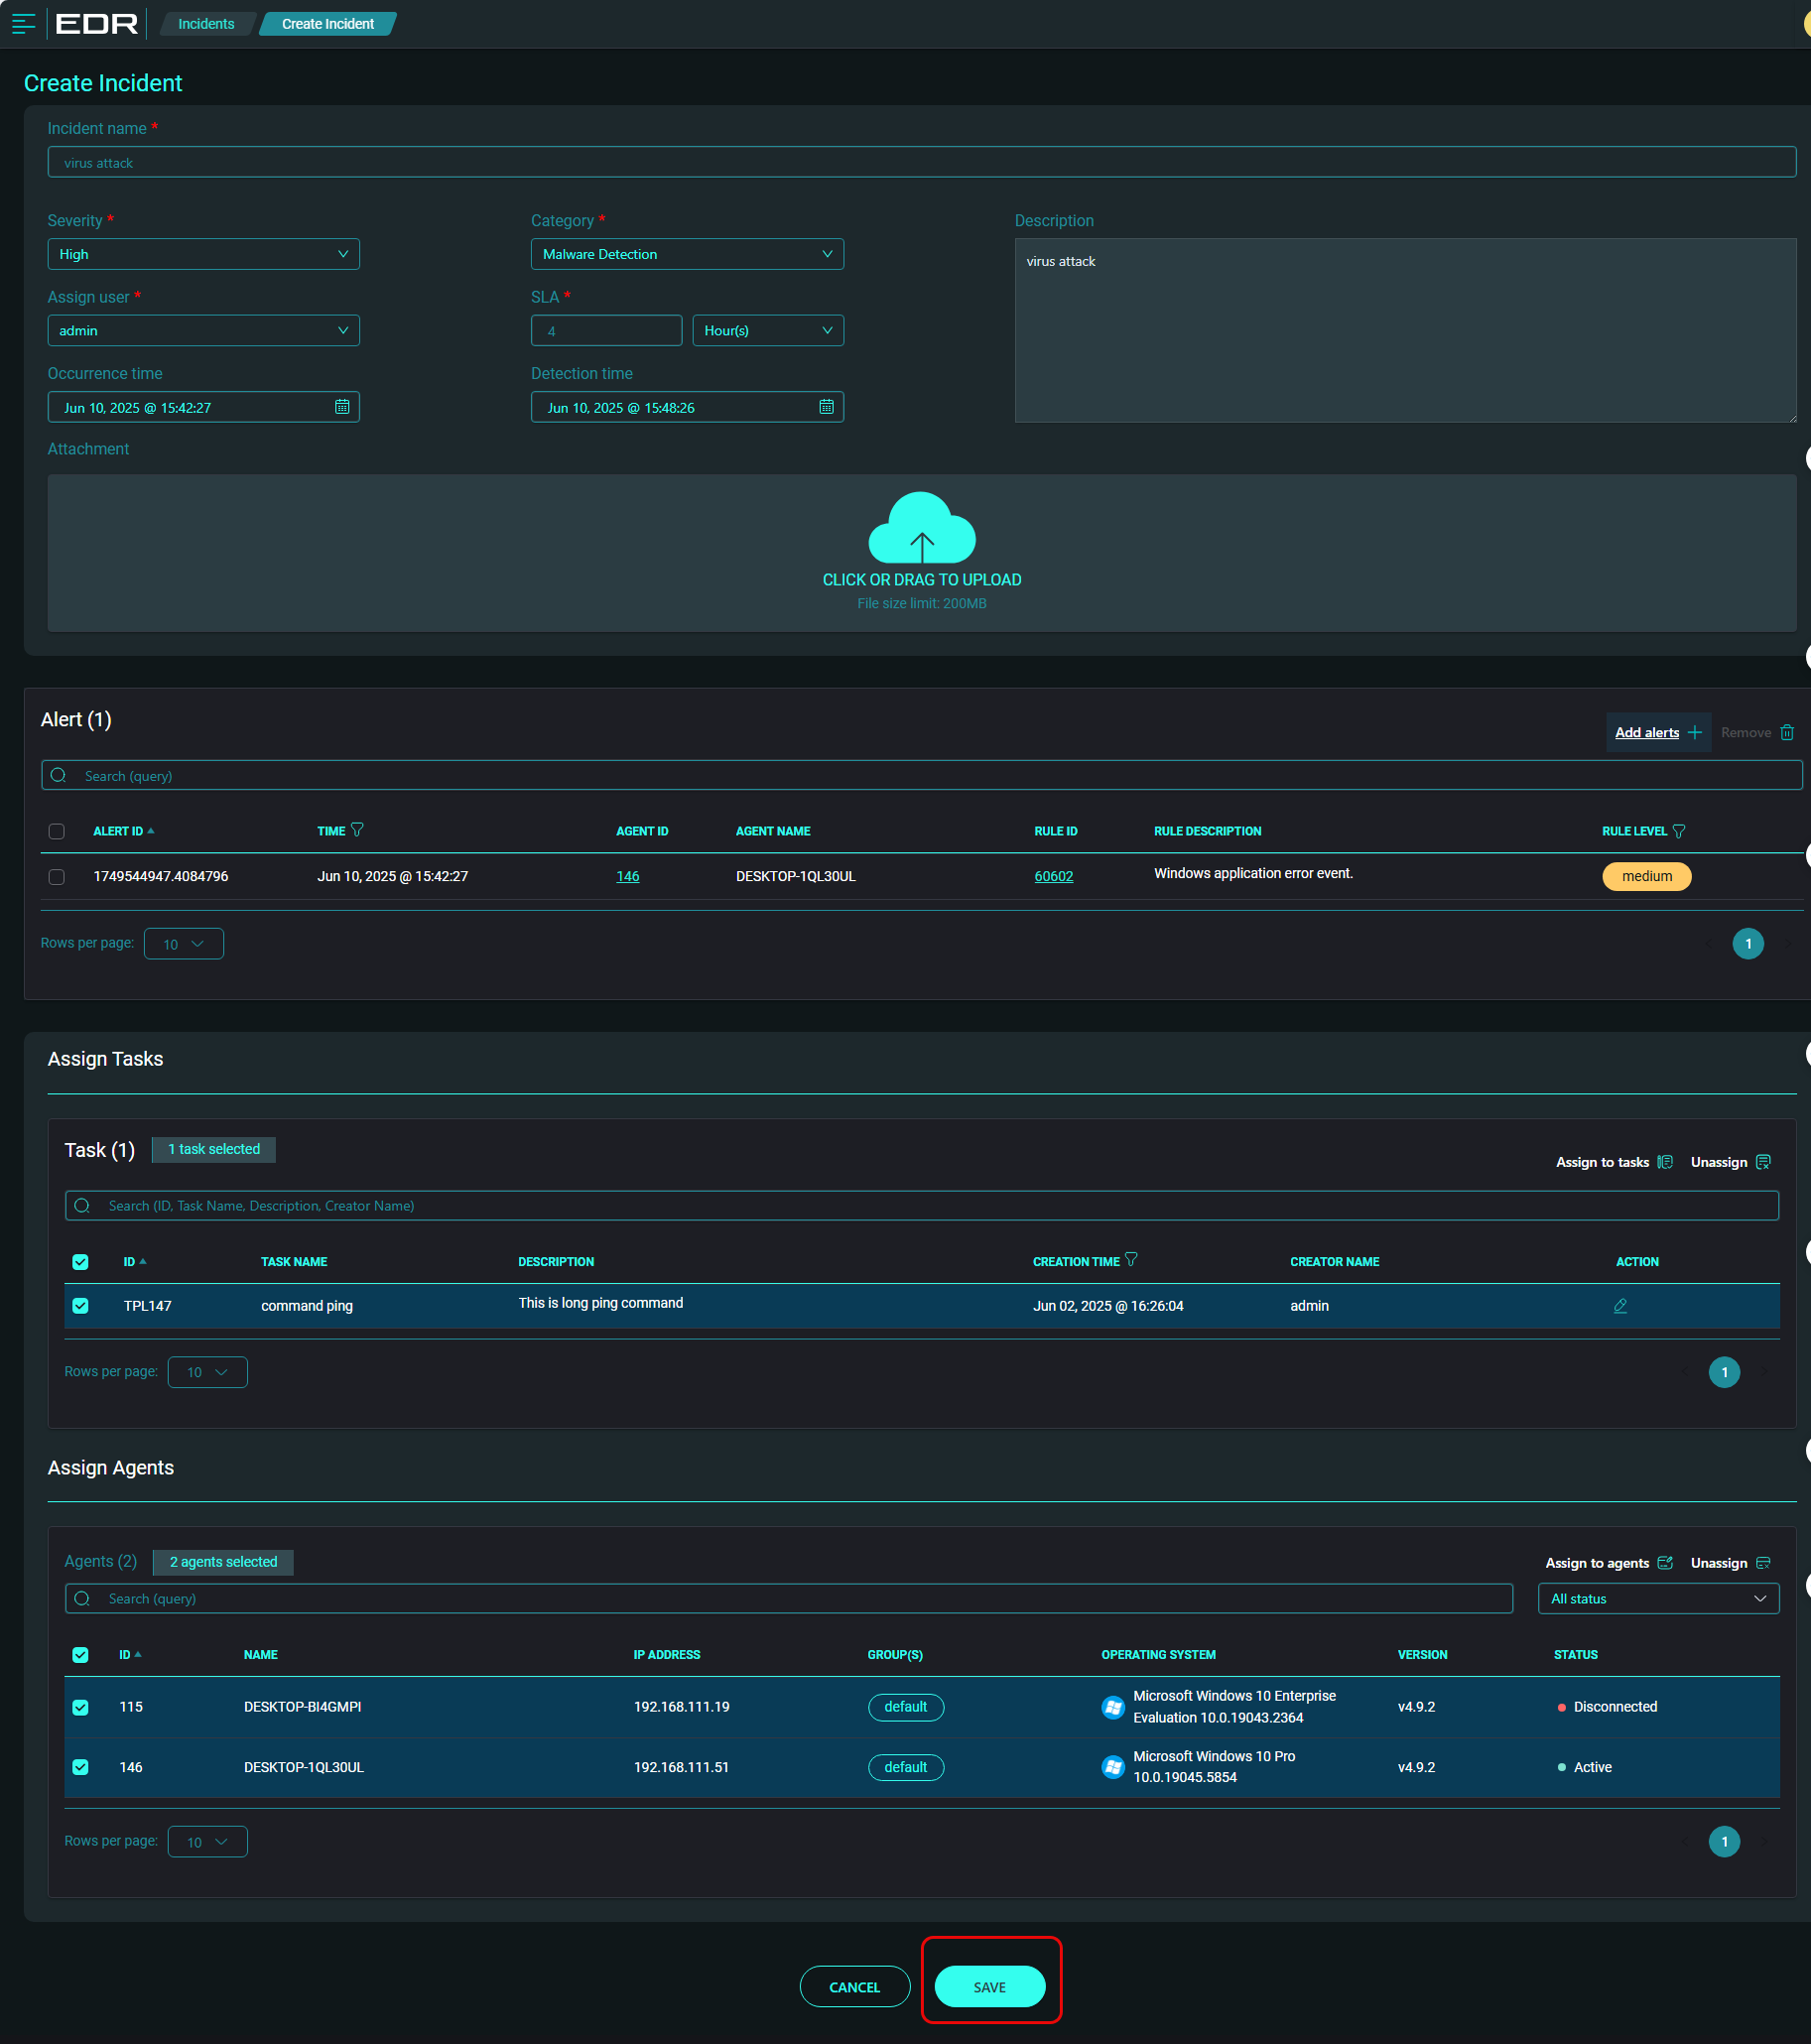 EDR
Incidents
Create Incident
Create Incident
Incident name *
virus attack
Severity *
Category *
Description
High
Malware Detection
virus attack
Assign user *
SLA *
admin
4
Hour(s)
Occurrence time
Detection time
Jun 10, 2025 @ 15:42:27
Jun 10, 2025 @ 15:48:26
Attachment
CLICK OR DRAG TO UPLOAD
File size limit: 200MB
Alert (1)
Add alerts
Remove
Search (query)
ALERT ID TIME AGENT ID AGENT NAME RULE ID RULE DESCRIPTION RULE LEVEL
1749544947.4084796 Jun 10, 2025 @ 15:42:27 146 DESKTOP-1QL30UL 60602 Windows application error event. medium
Rows per page: 10
1
Assign Tasks
Task (1) 1 task selected
Assign to tasks
Unassign
Search (ID, Task Name, Description, Creator Name)
ID TASK NAME DESCRIPTION CREATION TIME CREATOR NAME ACTION
TPL147 command ping This is long ping command Jun 02, 2025 @ 16:26:04 admin
Rows per page: 10
1
Assign Agents
Agents (2) 2 agents selected
Assign to agents
Unassign
Search (query)
All status
ID NAME IP ADDRESS GROUP(S) OPERATING SYSTEM VERSION STATUS
115 DESKTOP-BI4GMPI 192.168.111.19 default Microsoft Windows 10 Enterprise
Evaluation 10.0.19043.2364 v4.9.2 Disconnected
146 DESKTOP-1QL30UL 192.168.111.51 default Microsoft Windows 10 Pro
10.0.19045.5854 v4.9.2 Active
Rows per page: 10
1
CANCEL
SAVE